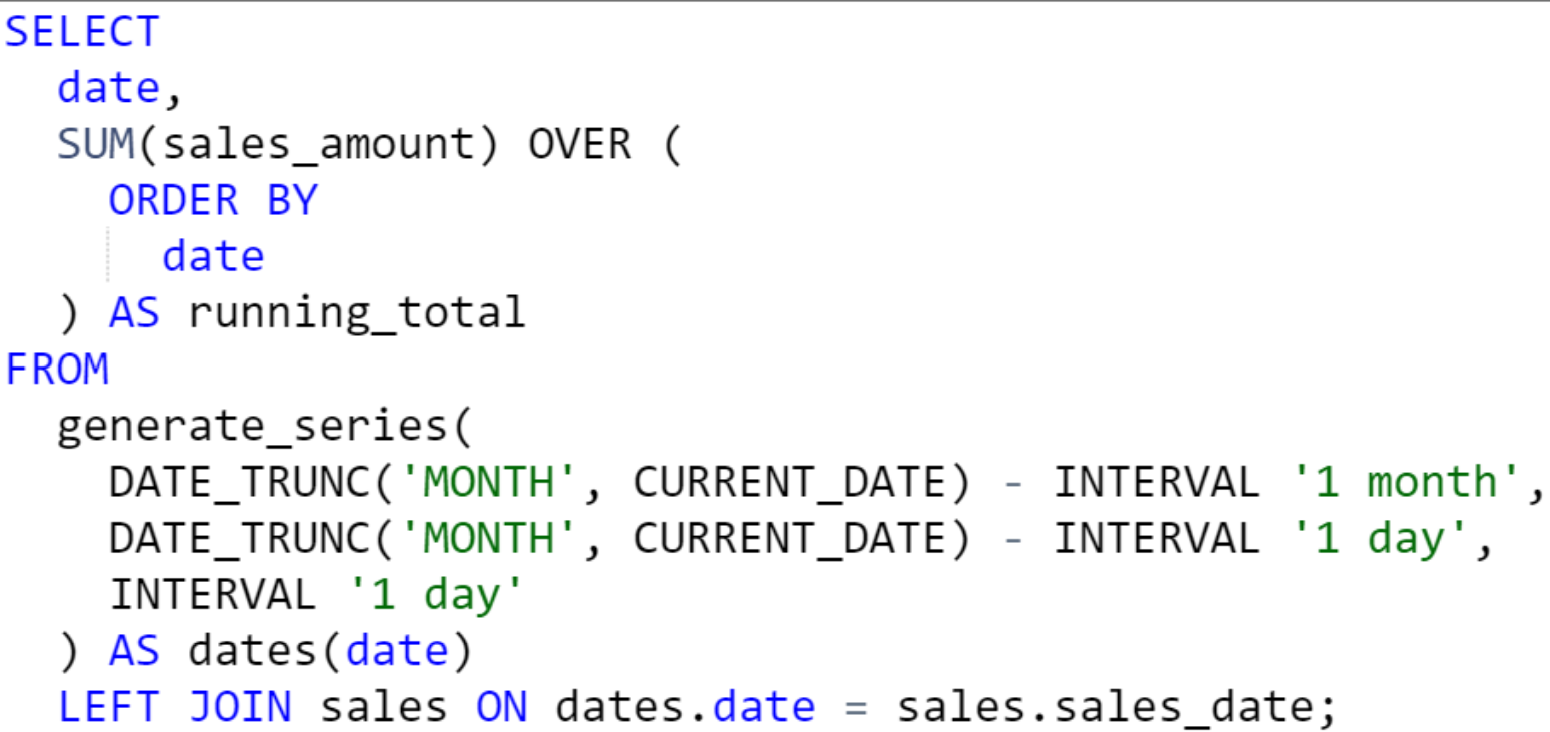 SELECT
date,
SUM(sales_amount) OVER (
ORDER BY
date
) AS running_total
FROM
generate_series(
DATE_TRUNC('MONTH', CURRENT_DATE) - INTERVAL '1 month',
DATE_TRUNC('MONTH', CURRENT_DATE) - INTERVAL '1 day',
INTERVAL '1 day'
) AS dates(date)
LEFT JOIN sales ON dates.date = sales.sales_date;